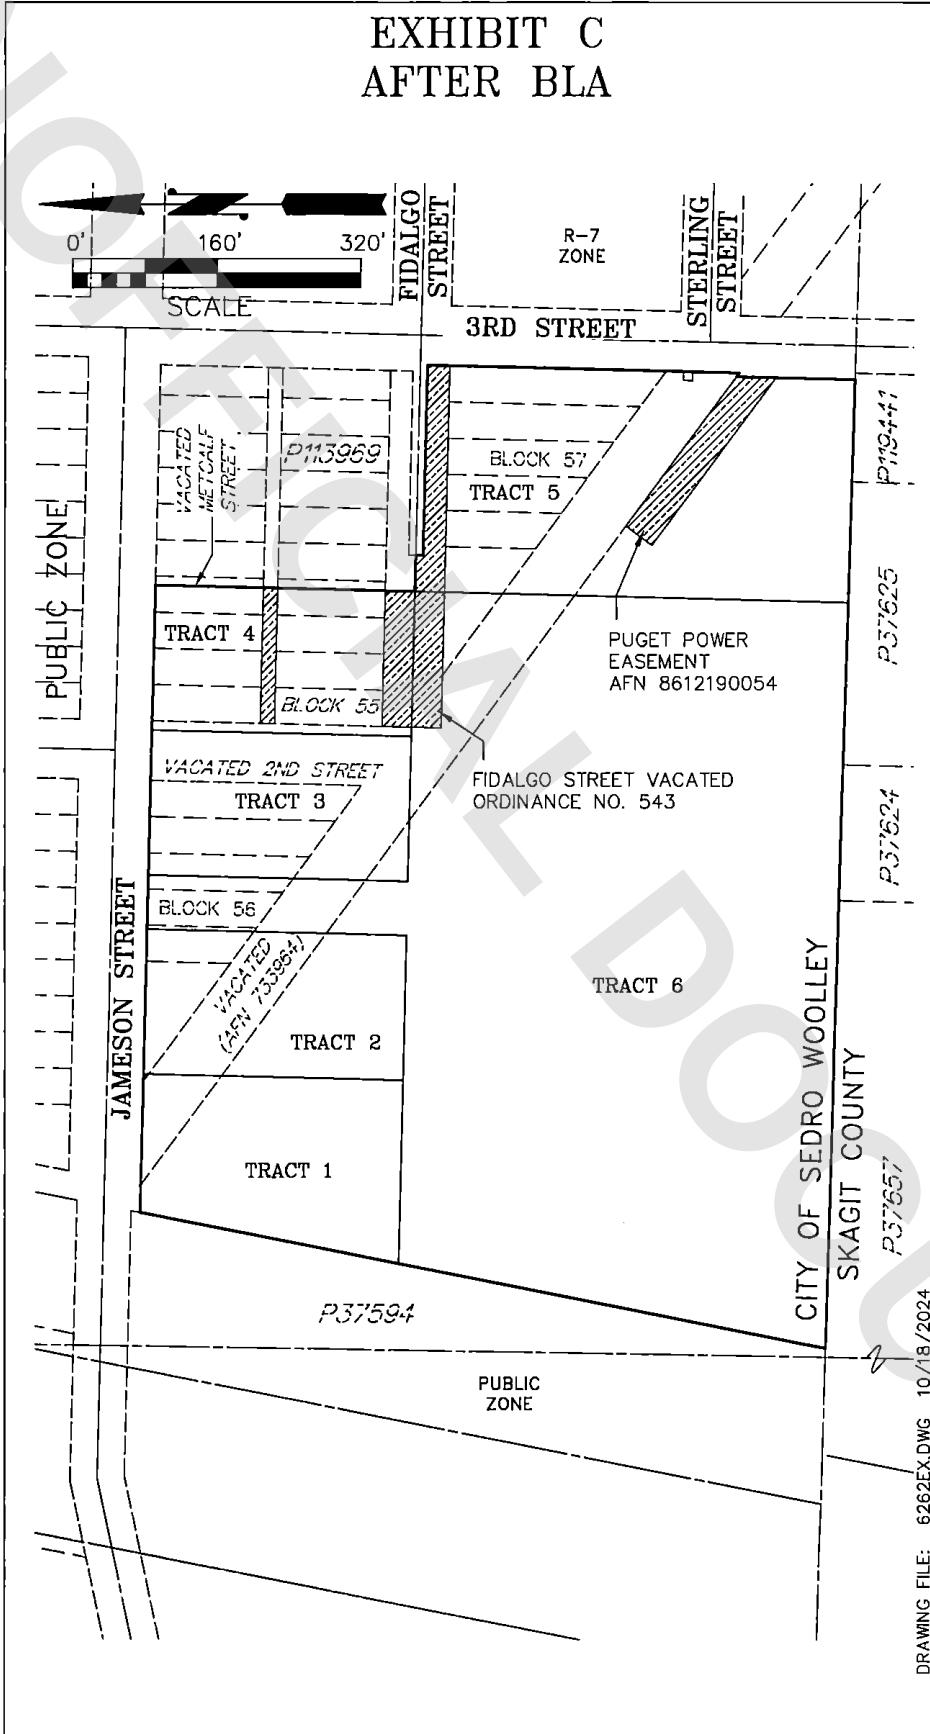 EXHIBIT C
AFTER BLA
0'
160'
320'
SCALE
FIDALGO
STREET
R-7
ZONE
STERLING
STREET
3RD STREET
PUBLIC ZONE
VACATED
METCALF
STREET
P113969
BLOCK 57
TRACT 5
P119441
TRACT 4
BLOCK 55
PUGET POWER
EASEMENT
AFN 8612190054
P37625
VACATED 2ND STREET
TRACT 3
FIDALGO STREET VACATED
ORDINANCE NO. 543
P37624
BLOCK 56
JAMESON STREET
VACATED
(AFN 733964)
TRACT 2
TRACT 6
TRACT 1
CITY OF SEDRO WOOLLEY
SKAGIT COUNTY
P37657
P37594
PUBLIC
ZONE
DRAWING FILE: 6262EX.DWG 10/18/2024
UNOFFICIAL DOCU